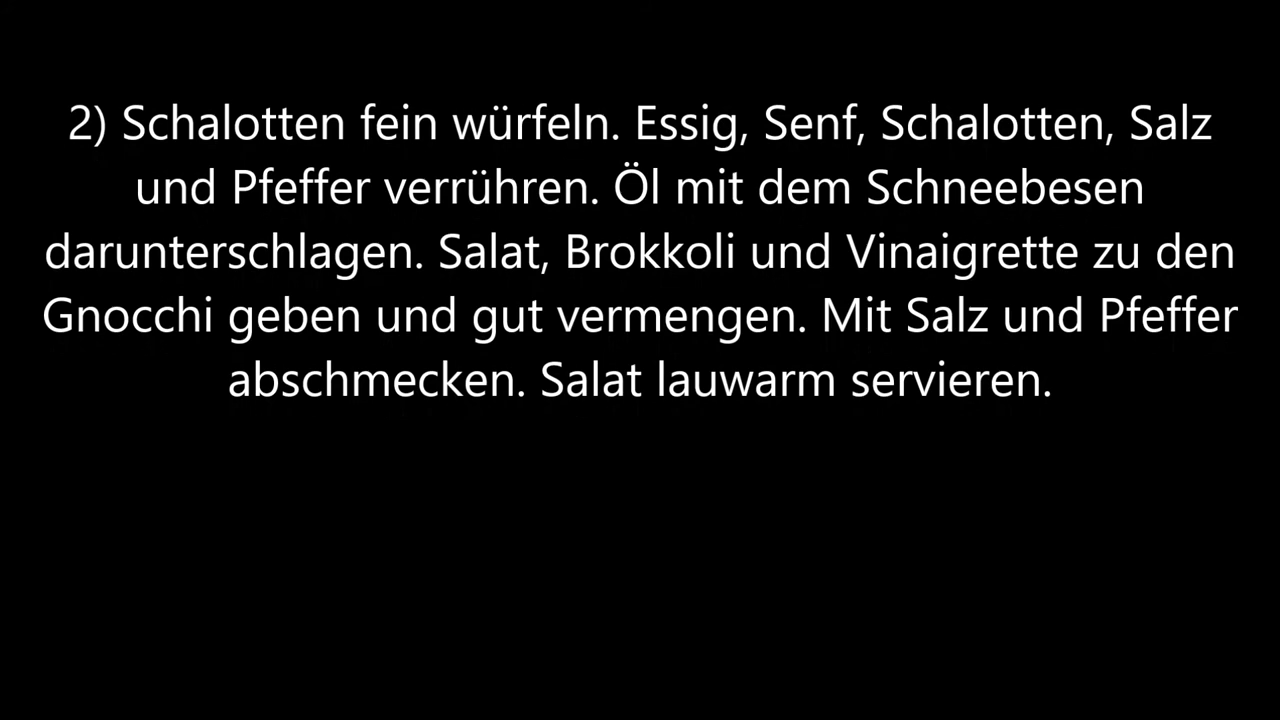 2) Schalotten fein würfeln. Essig, Senf, Schalotten, Salz
und Pfeffer verrühren. Öl mit dem Schneebesen
darunterschlagen. Salat, Brokkoli und Vinaigrette zu den
Gnocchi geben und gut vermengen. Mit Salz und Pfeffer
abschmecken. Salat lauwarm servieren.